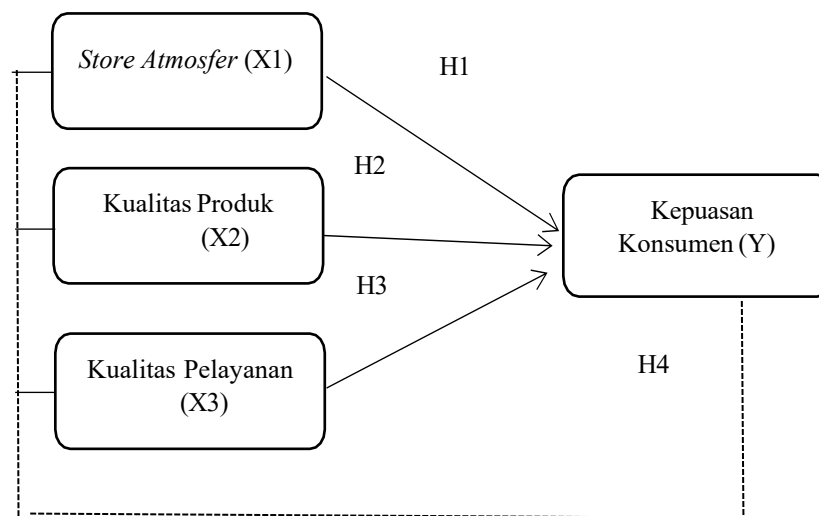 Store Atmosfer (X1)
H1
H2
Kualitas Produk
(X2)
Kepuasan
Konsumen (Y)
H3
Kualitas Pelayanan
(X3)
H4